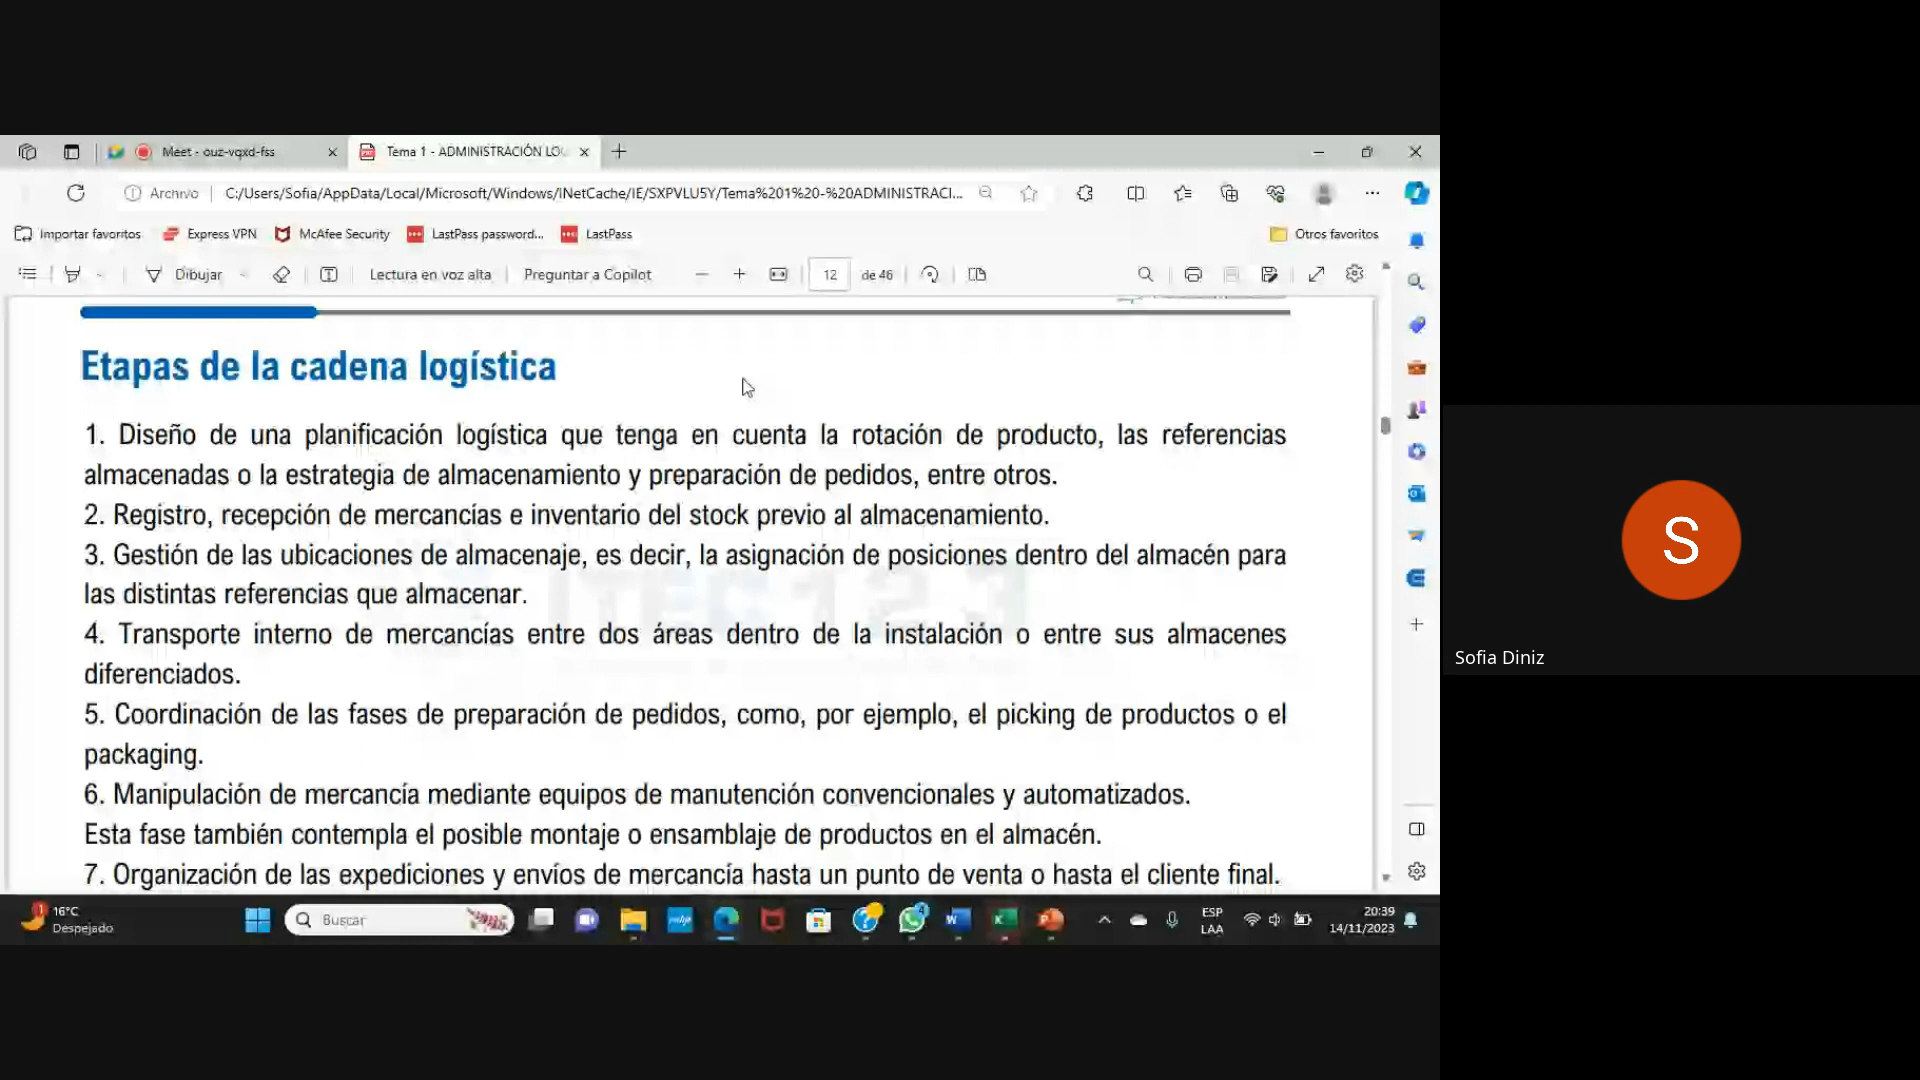 Meet - ouz-vqxd-fss
Tema 1 - ADMINISTRACIÓN LO
Archivo
C:/Users/Sofia/AppData/Local/Microsoft/Windows/INetCache/IE/SXPVLU5Y/Tema%201%20-%20ADMINISTRACI...
Importar favoritos
Express VPN
McAfee Security
LastPass password...
LastPass
Otros favoritos
Dibujar
Lectura en voz alta
Preguntar a Copilot
12
de 46
Etapas de la cadena logística
1. Diseño de una planificación logística que tenga en cuenta la rotación de producto, las referencias
almacenadas o la estrategia de almacenamiento y preparación de pedidos, entre otros.
2. Registro, recepción de mercancías e inventario del stock previo al almacenamiento.
3. Gestión de las ubicaciones de almacenaje, es decir, la asignación de posiciones dentro del almacén para
las distintas referencias que almacenar.
4. Transporte interno de mercancías entre dos áreas dentro de la instalación o entre sus almacenes
diferenciados.
5. Coordinación de las fases de preparación de pedidos, como, por ejemplo, el picking de productos o el
packaging.
6. Manipulación de mercancía mediante equipos de manutención convencionales y automatizados.
Esta fase también contempla el posible montaje o ensamblaje de productos en el almacén.
7. Organización de las expediciones y envíos de mercancía hasta un punto de venta o hasta el cliente final.
ITEC 123
S
Sofia Diniz
16°C
Despejado
Buscar
ESP
LAA
20:39
14/11/2023